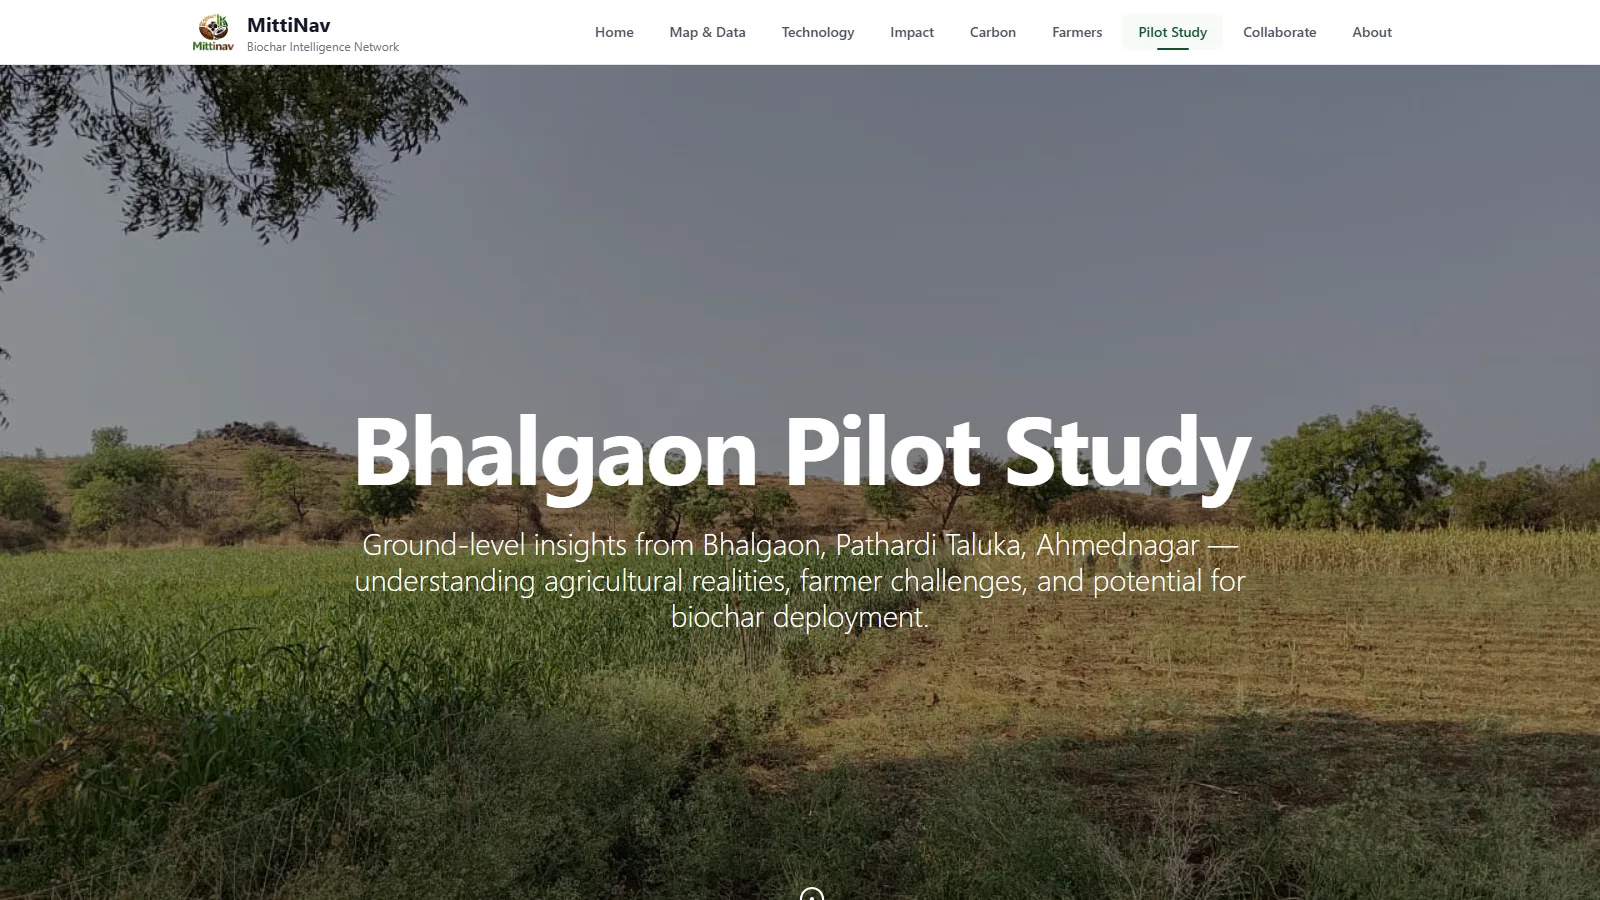 Mittinav
MittiNav
Biochar Intelligence Network
Home
Map & Data
Technology
Impact
Carbon
Farmers
Pilot Study
Collaborate
About
Bhalgaon Pilot Study
Ground-level insights from Bhalgaon, Pathardi Taluka, Ahmednagar —
understanding agricultural realities, farmer challenges, and potential for
biochar deployment.